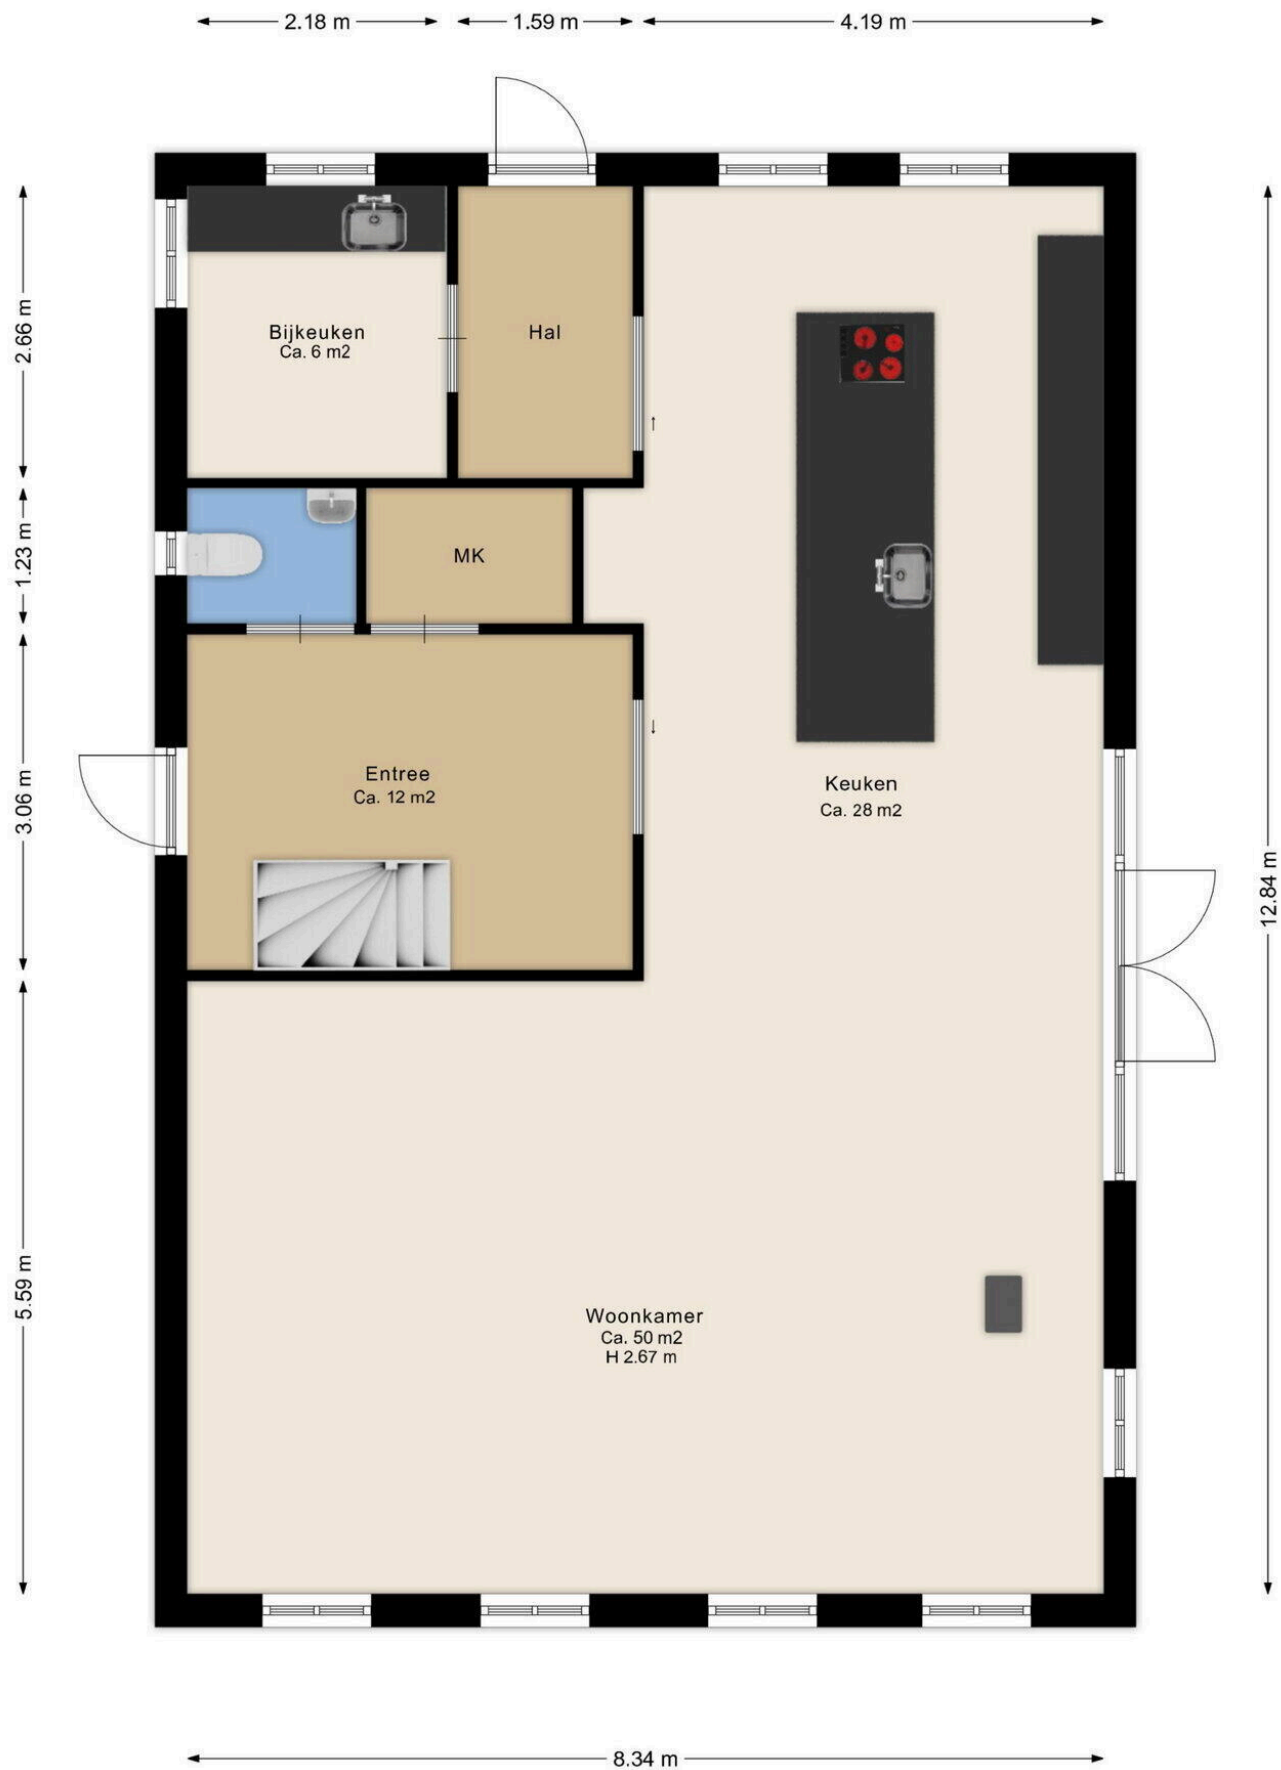 2.18 m
1.59 m
4.19 m
2.66 m
Bijkeuken
Ca. 6 m2
Hal
1.23 m
MK
3.06 m
Entree
Ca. 12 m2
Keuken
Ca. 28 m2
12.84 m
5.59 m
Woonkamer
Ca. 50 m2
H 2.67 m
8.34 m